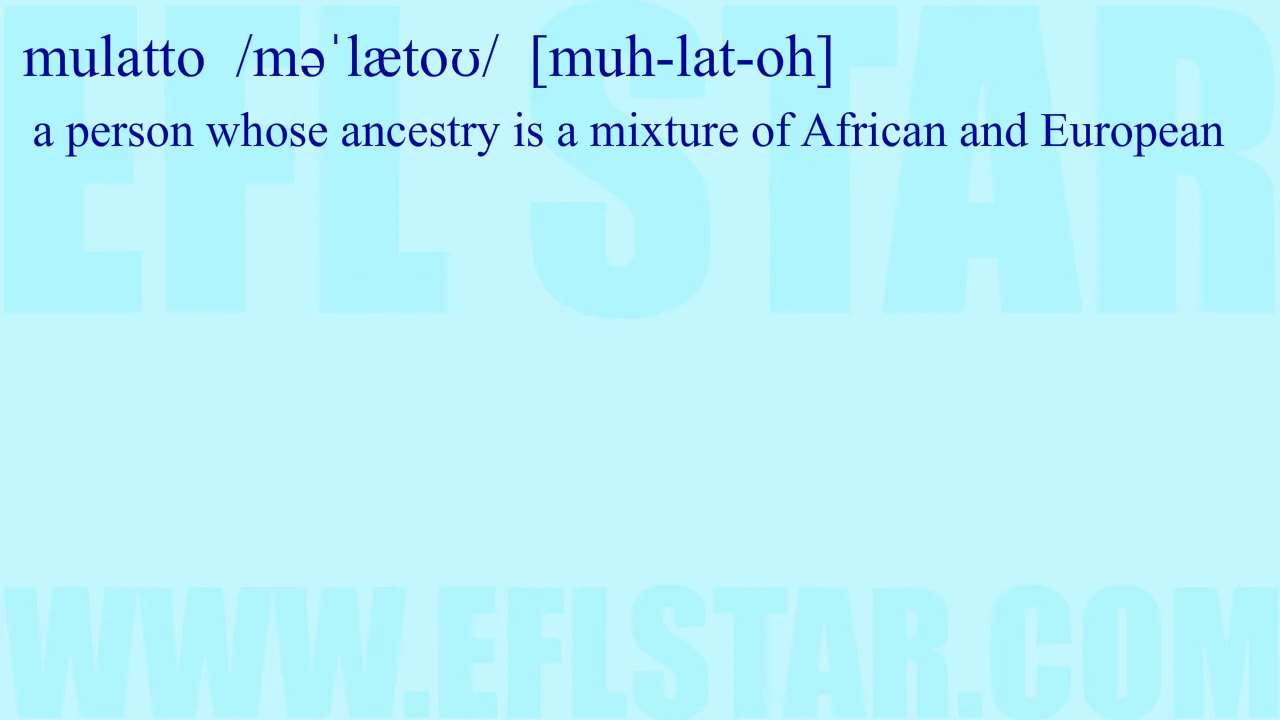 mulatto /məˈlætoʊ/ [muh-lat-oh]
a person whose ancestry is a mixture of African and European
EFL STAR
WWW.EFLSTAR.COM